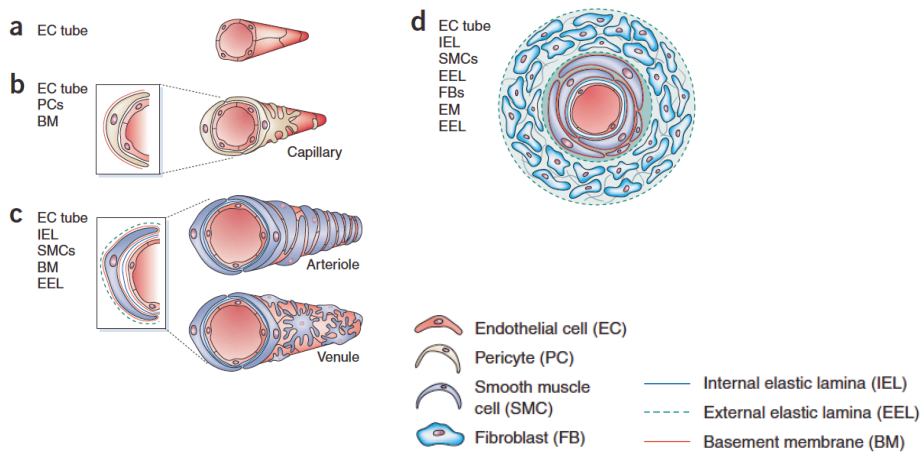 a
EC tube
b
EC tube
PCs
BM
Capillary
c
EC tube
IEL
SMCs
BM
EEL
Arteriole
Venule
d
EC tube
IEL
SMCs
EEL
FBs
EM
EEL
Endothelial cell (EC)
Pericyte (PC)
Smooth muscle
cell (SMC)
Fibroblast (FB)
Internal elastic lamina (IEL)
External elastic lamina (EEL)
Basement membrane (BM)